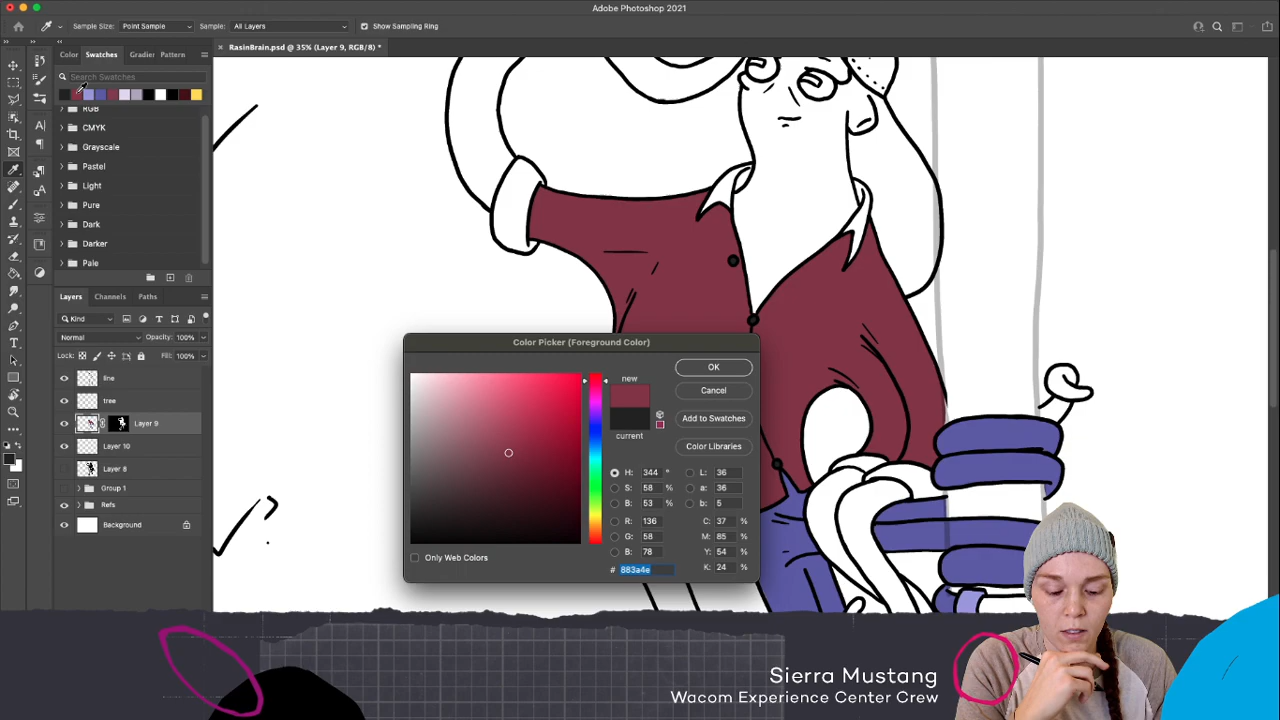 Adobe Photoshop 2021
Sample Size: Point Sample Sample: All Layers Show Sampling Ring
Color Swatches Gradier Pattern
× RasinBrain.psd @ 35% (Layer 9, RGB/8) *
Search Swatches
RGB
CMYK
Grayscale
Pastel
Light
Pure
Dark
Darker
Pale
Layers Channels Paths
Kind
Normal Opacity: 100%
Lock: Fill: 100%
line
tree
Layer 9
Layer 10
Layer 8
Group 1
Refs
Background
Color Picker (Foreground Color)
new
current
OK
Cancel
Add to Swatches
Color Libraries
H: 344 ° L: 36
S: 58 % a: 36
B: 53 % b: 5
R: 136 C: 37 %
G: 58 M: 85 %
B: 78 Y: 54 %
# 883a4e K: 24 %
Only Web Colors
?
Sierra Mustang
Wacom Experience Center Crew